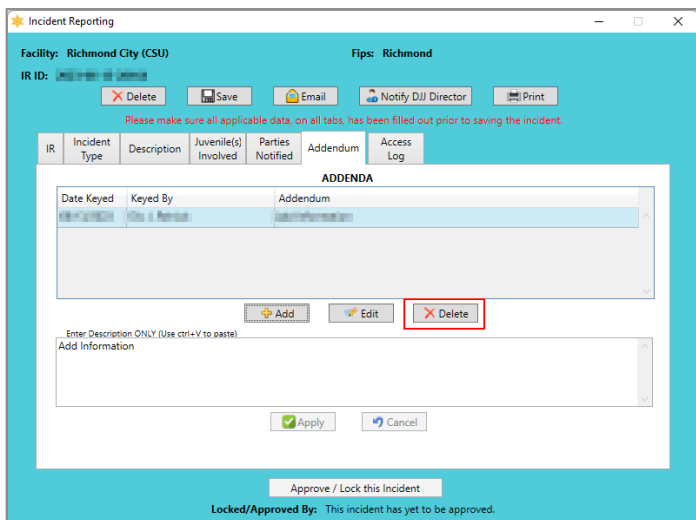 Incident Reporting
Facility: Richmond City (CSU) Fips: Richmond
IR ID:
Delete Save Email Notify DJJ Director Print
Please make sure all applicable data, on all tabs, has been filled out prior to saving the incident.
IR Incident Type Description Juvenile(s) Involved Parties Notified Addendum Access Log
ADDENDA
Date Keyed Keyed By Addendum
Add Edit Delete
Enter Description ONLY (Use ctrl+V to paste)
Add Information
Apply Cancel
Approve / Lock this Incident
Locked/Approved By: This incident has yet to be approved.